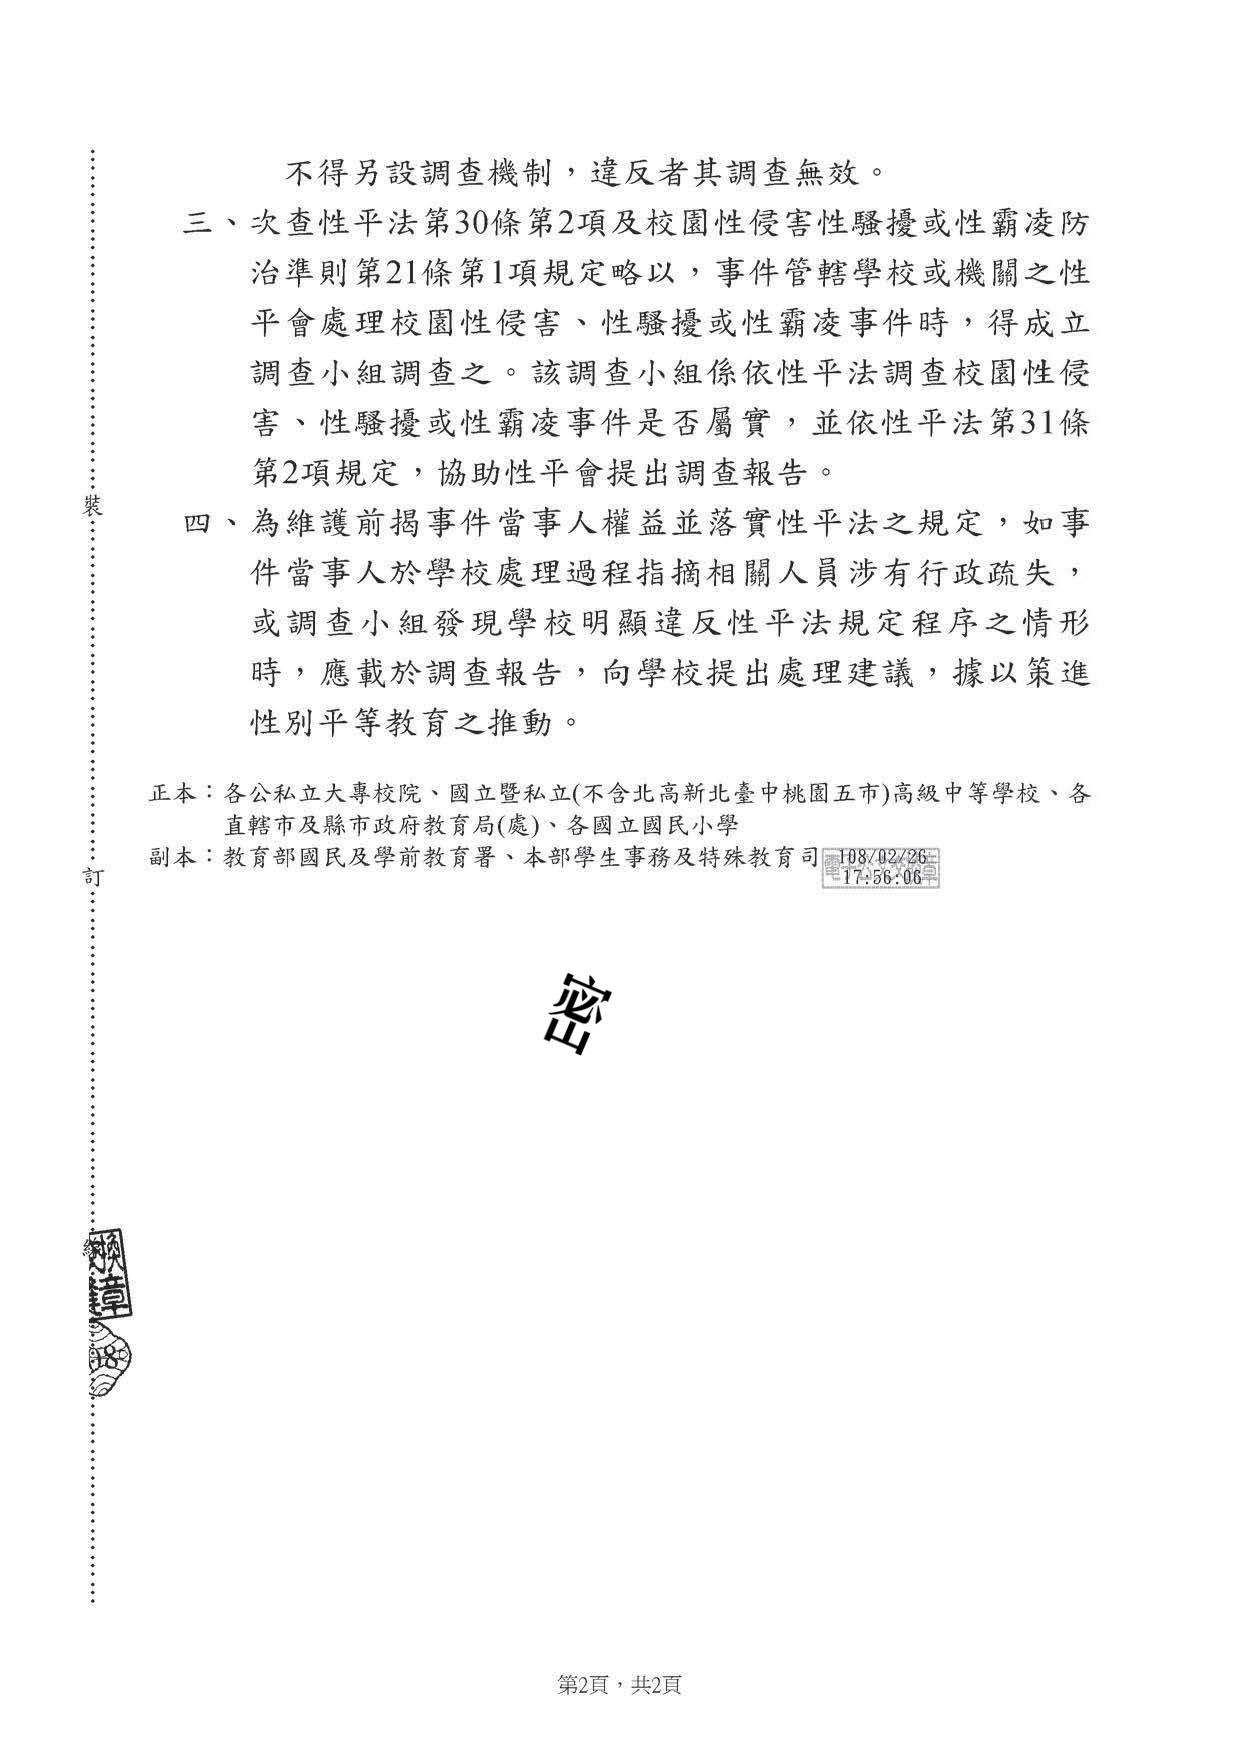 不得另設調查機制，違反者其調查無效。
三、次查性平法第30條第2項及校園性侵害性騷擾或性霸凌防
治準則第21條第1項規定略以，事件管轄學校或機關之性
平會處理校園性侵害、性騷擾或性霸凌事件時，得成立
調查小組調查之。該調查小組係依性平法調查校園性侵
害、性騷擾或性霸凌事件是否屬實，並依性平法第31條
第2項規定，協助性平會提出調查報告。
四、為維護前揭事件當事人權益並落實性平法之規定，如事
件當事人於學校處理過程指摘相關人員涉有行政疏失，
或調查小組發現學校明顯違反性平法規定程序之情形
時，應載於調查報告，向學校提出處理建議，據以策進
性別平等教育之推動。
正本：各公私立大專校院、國立暨私立(不含北高新北臺中桃園五市)高級中等學校、各
直轄市及縣市政府教育局(處)、各國立國民小學
副本：教育部國民及學前教育署、本部學生事務及特殊教育司
108/02/26
17:56:06
裝
訂
密
章
第2頁，共2頁